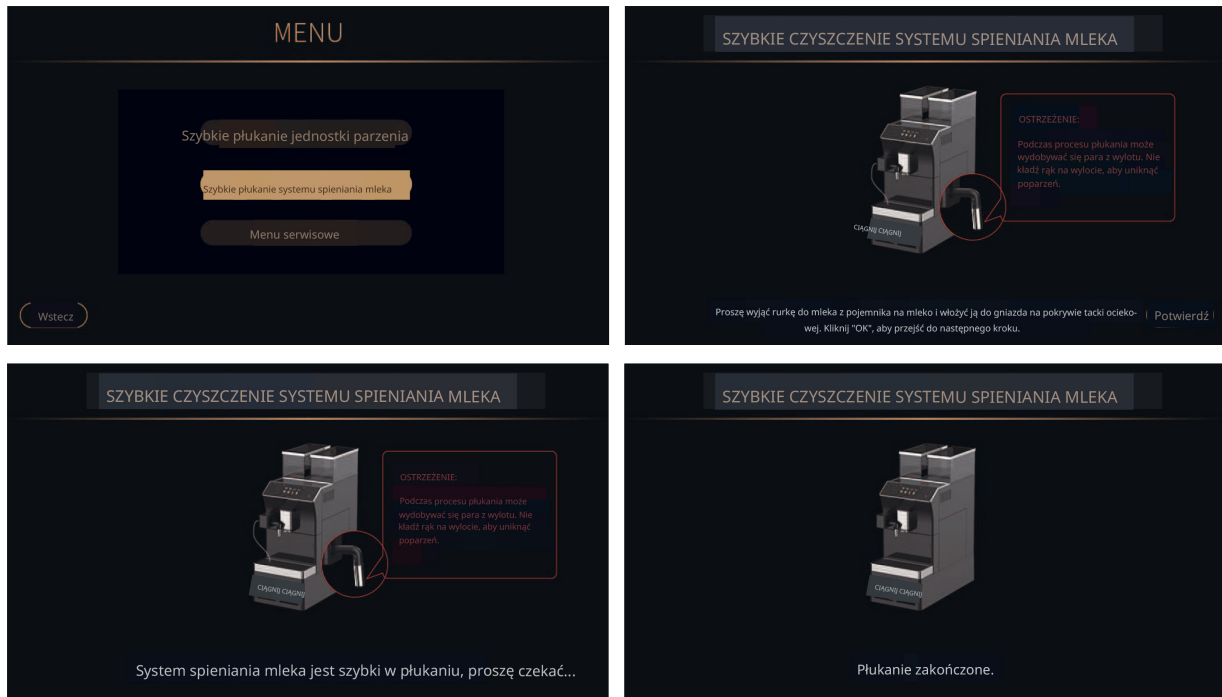 MENU
Szybkie płukanie jednostki parzenia
Szybkie płukanie systemu spieniania mleka
Menu serwisowe
Wstecz
SZYBKIE CZYSZCZENIE SYSTEMU SPIENIANIA MLEKA
OSTRZEŻENIE:
Podczas procesu płukania może
wydobywać się para z wylotu. Nie
kładź rąk na wylocie, aby uniknąć
poparzeń.
CIĄGNIJ CIĄGNIJ
Proszę wyjąć rurkę do mleka z pojemnika na mleko i włożyć ją do gniazda na pokrywie tacki ocieko-
wej. Kliknij "OK", aby przejść do następnego kroku.
Potwierdź
SZYBKIE CZYSZCZENIE SYSTEMU SPIENIANIA MLEKA
OSTRZEŻENIE:
Podczas procesu płukania może
wydobywać się para z wylotu. Nie
kładź rąk na wylocie, aby uniknąć
poparzeń.
CIĄGNIJ CIĄGNIJ
System spieniania mleka jest szybki w płukaniu, proszę czekać...
SZYBKIE CZYSZCZENIE SYSTEMU SPIENIANIA MLEKA
CIĄGNIJ CIĄGNIJ
Płukanie zakończone.